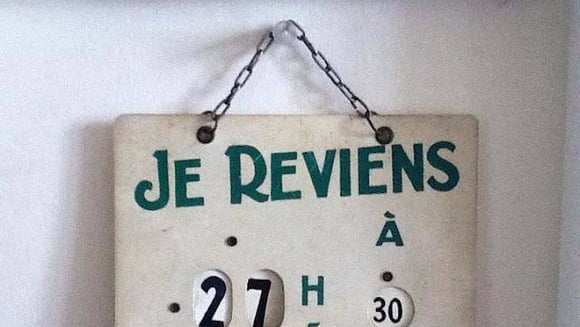 JE REVIENS
À
27 H 30